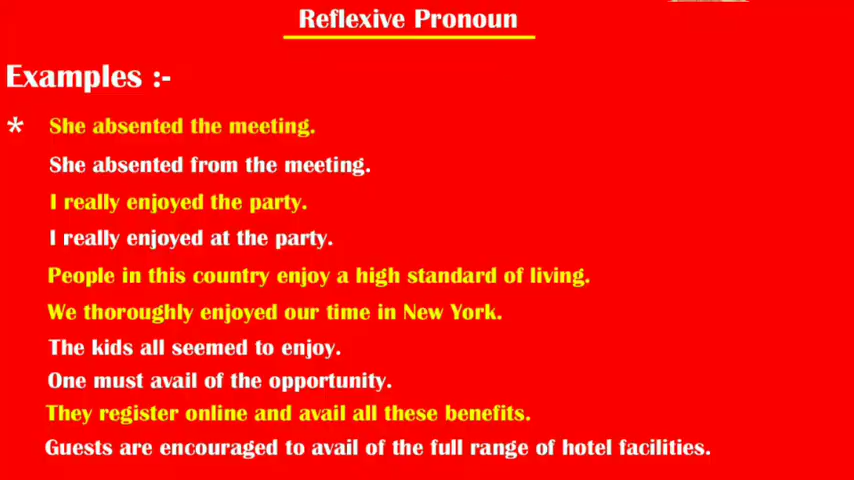 Reflexive Pronoun
Examples :-
* She absented the meeting.
She absented from the meeting.
I really enjoyed the party.
I really enjoyed at the party.
People in this country enjoy a high standard of living.
We thoroughly enjoyed our time in New York.
The kids all seemed to enjoy.
One must avail of the opportunity.
They register online and avail all these benefits.
Guests are encouraged to avail of the full range of hotel facilities.